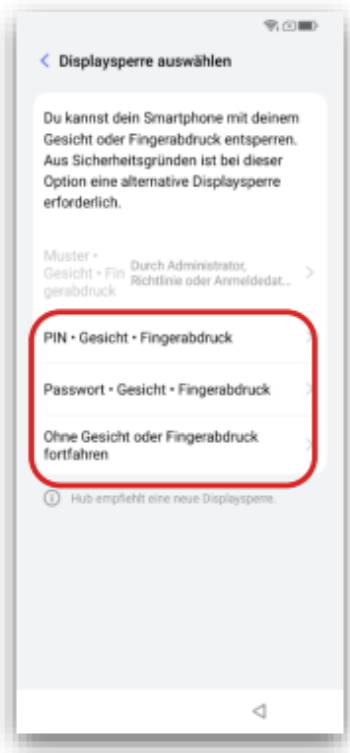 Displaysperre auswählen
Du kannst dein Smartphone mit deinem
Gesicht oder Fingerabdruck entsperren.
Aus Sicherheitsgründen ist bei dieser
Option eine alternative Displaysperre
erforderlich.
Muster •
Gesicht • Fin
gerabdruck
Durch Administrator,
Richtlinie oder Anmeldedat...
PIN • Gesicht • Fingerabdruck
Passwort • Gesicht • Fingerabdruck
Ohne Gesicht oder Fingerabdruck
fortfahren
Hub empfiehlt eine neue Displaysperre.